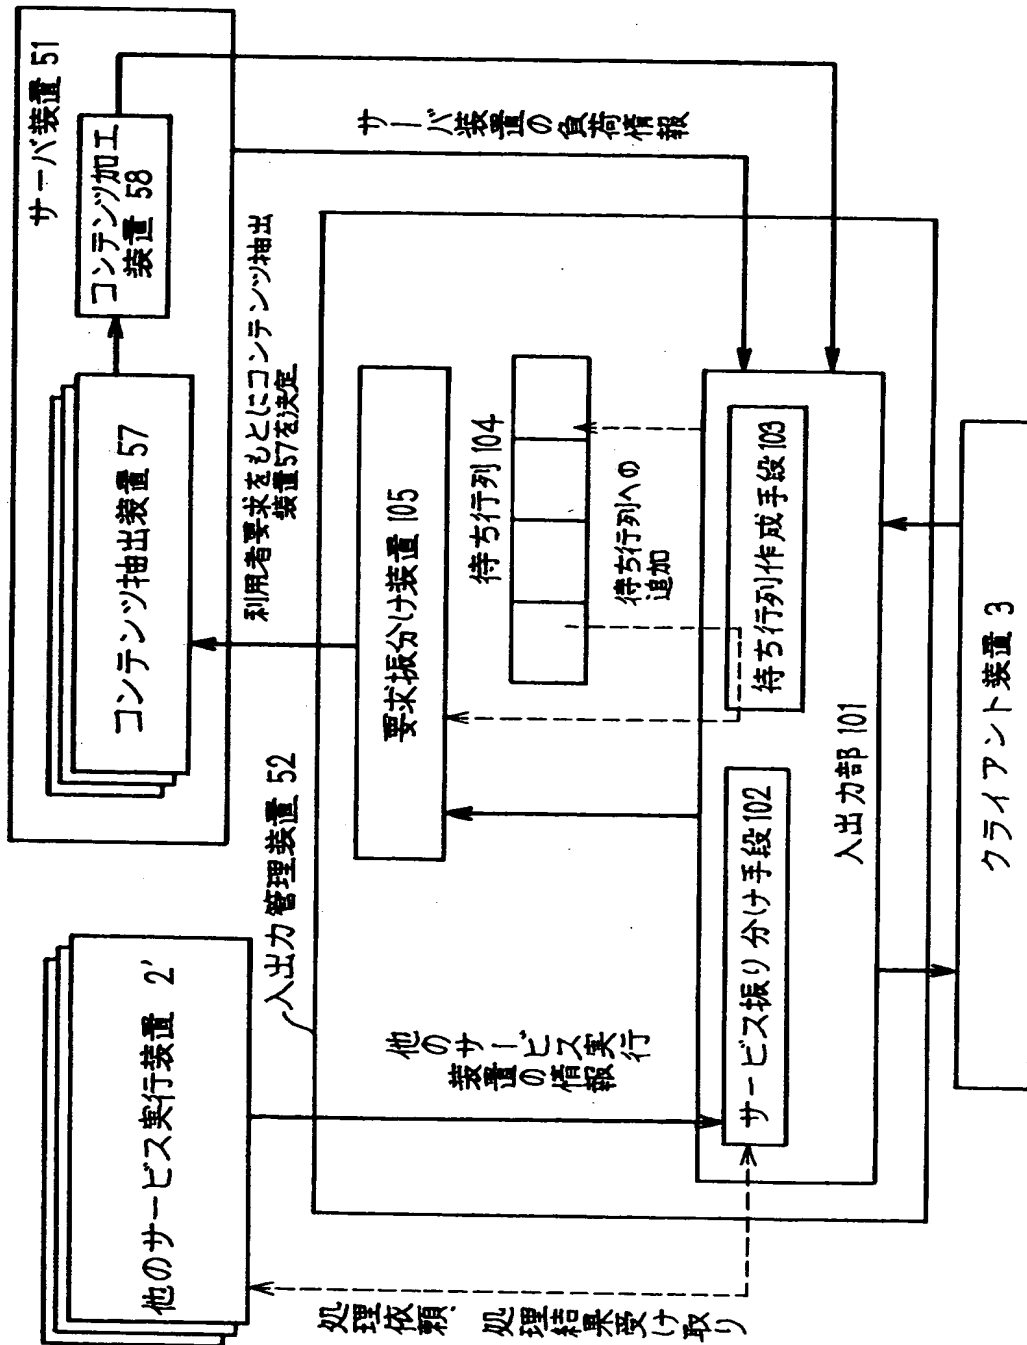 他のサービス実行装置 2'
コンテンツ抽出装置 57
コンテンツ加工
装置 58
サーバ装置 51
処理依頼、
処理結果受け取り
入出力管理装置 52
利用者要求をもとにコンテンツ抽出
装置57を決定
サーバ装置の負荷情報
他のサービス実行
装置の情報
要求振分け装置 105
待ち行列 104
待ち行列への
追加
サービス振り分け手段 102
待ち行列作成手段 103
入出力部 101
クライアント装置 3